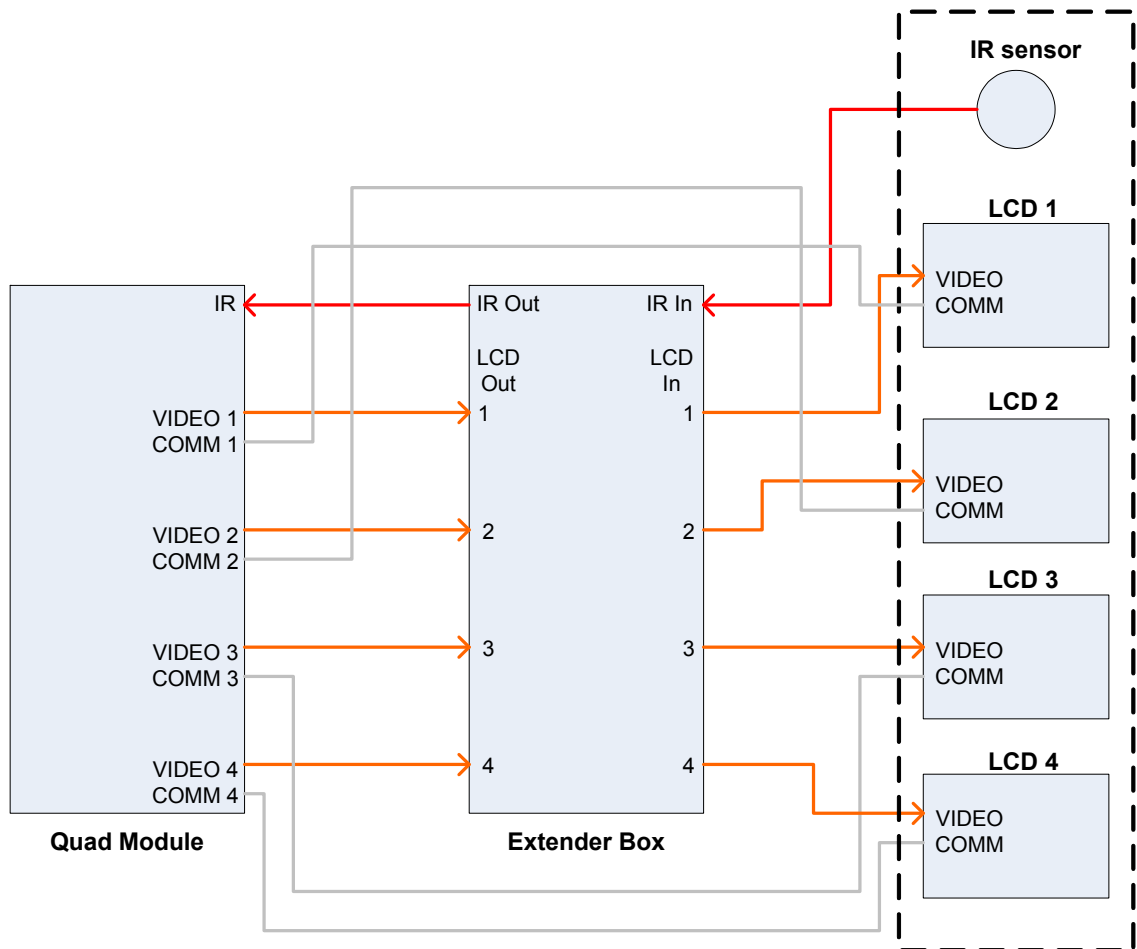 IR sensor
LCD 1
VIDEO
COMM
LCD 2
VIDEO
COMM
LCD 3
VIDEO
COMM
LCD 4
VIDEO
COMM
IR
VIDEO 1
COMM 1
VIDEO 2
COMM 2
VIDEO 3
COMM 3
VIDEO 4
COMM 4
Quad Module
IR Out
LCD
Out
1
2
3
4
IR In
LCD
In
1
2
3
4
Extender Box